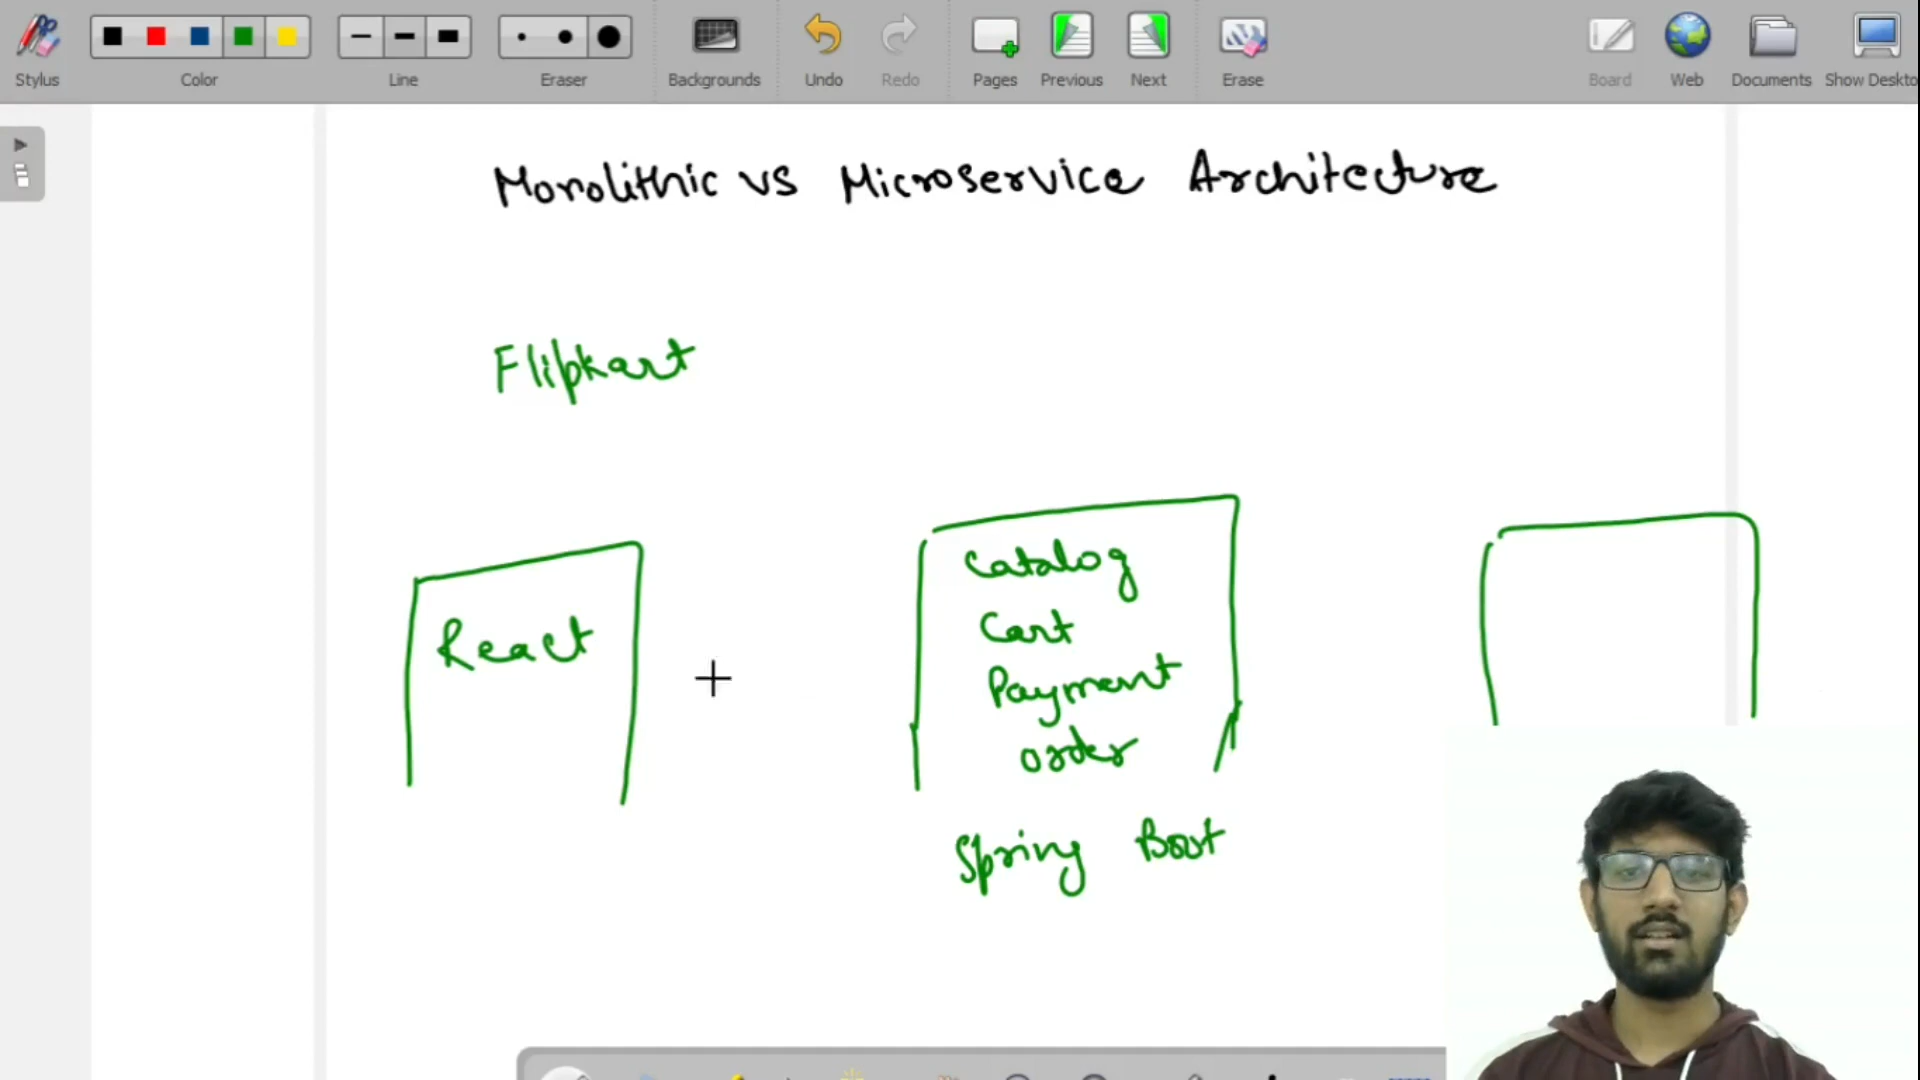 Stylus
Color
Line
Eraser
Backgrounds
Undo
Redo
Pages
Previous
Next
Erase
Board
Web
Documents
Show Deskto
Monolithic vs Microservice Architecture
Flipkart
React
Catalog
Cart
Payment
order
Spring Boot